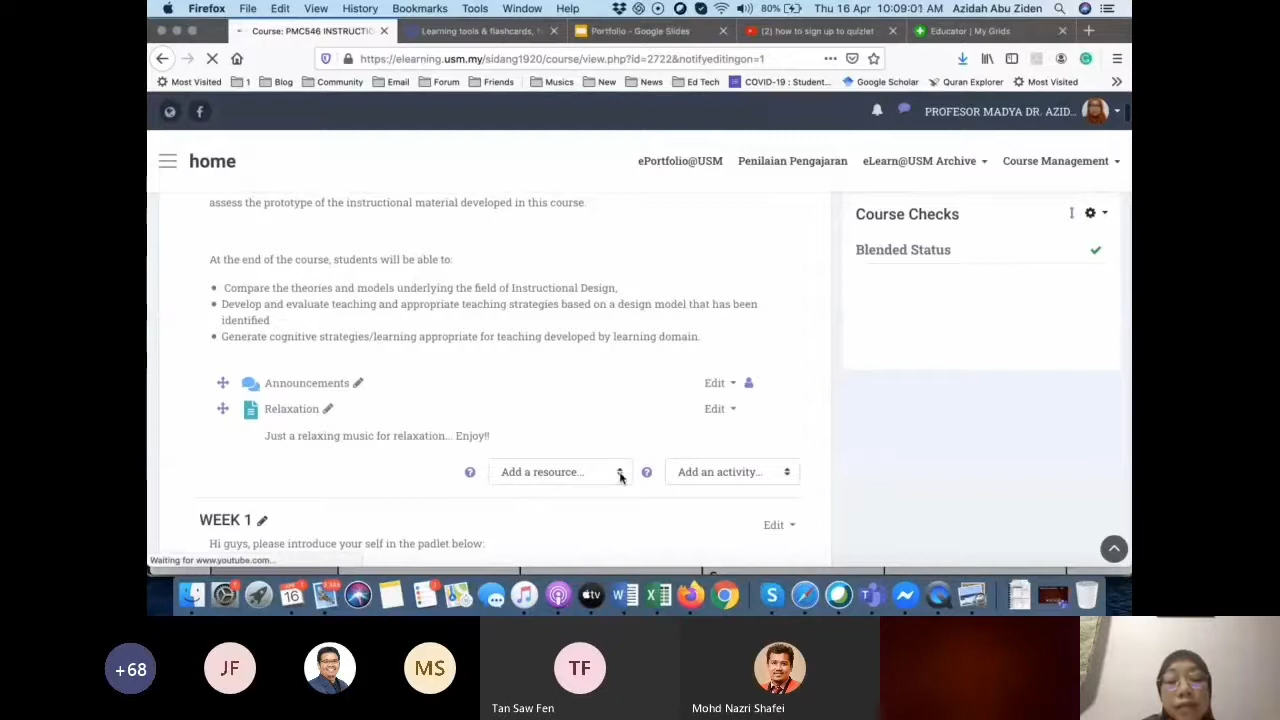 Firefox File Edit View History Bookmarks Tools Window Help 80% Thu 16 Apr 10:09:01 AM Azidah Abu Ziden
Course: PMC546 INSTRUCTI Learning tools & flashcards, f Portfolio - Google Slides (2) how to sign up to quizlet Educator | My Grids
https://elearning.usm.my/sidang1920/course/view.php?id=2722&notifyeditingon=1
Most Visited 1 Blog Community Email Forum Friends Musics New News Ed Tech COVID-19 : Student... Google Scholar Quran Explorer Most Visited
PROFESOR MADYA DR. AZID...
home ePortfolio@USM Penilaian Pengajaran eLearn@USM Archive Course Management
assess the prototype of the instructional material developed in this course.
Course Checks
Blended Status
At the end of the course, students will be able to:
Compare the theories and models underlying the field of Instructional Design,
Develop and evaluate teaching and appropriate teaching strategies based on a design model that has been
identified
Generate cognitive strategies/learning appropriate for teaching developed by learning domain.
Announcements Edit
Relaxation Edit
Just a relaxing music for relaxation... Enjoy!!
Add a resource... Add an activity...
WEEK 1 Edit
Hi guys, please introduce your self in the padlet below:
Waiting for www.youtube.com...
+68 JF MS TF
Tan Saw Fen Mohd Nazri Shafei